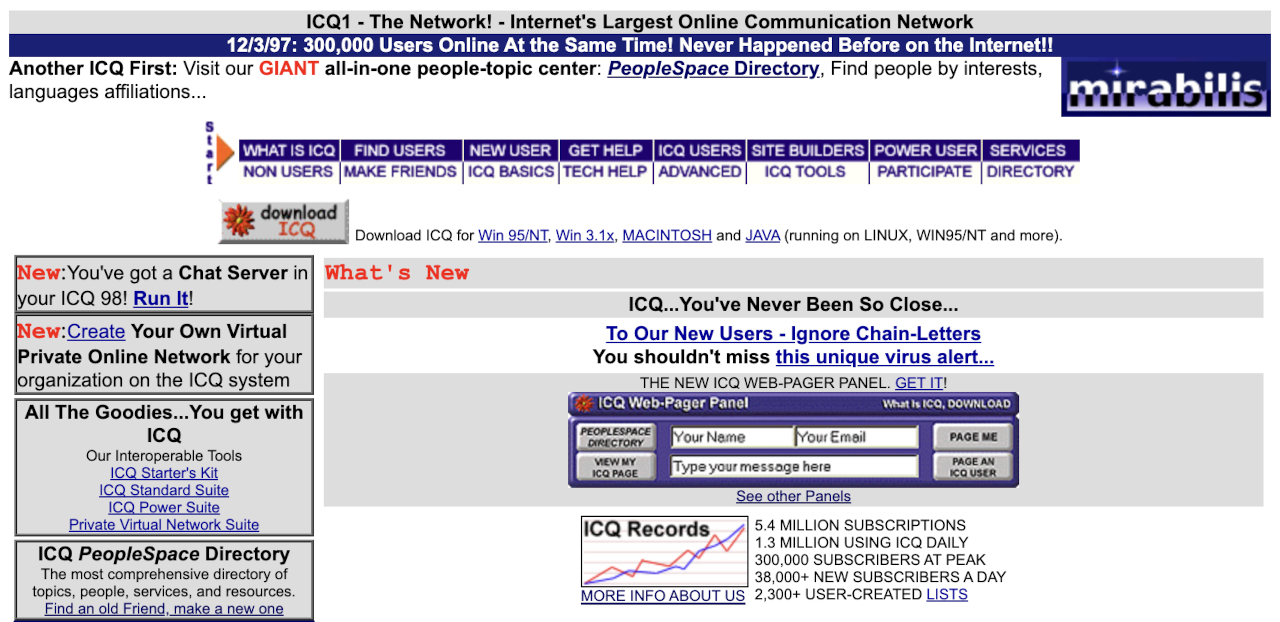 ICQ1 - The Network! - Internet's Largest Online Communication Network
12/3/97: 300,000 Users Online At the Same Time! Never Happened Before on the Internet!!
Another ICQ First: Visit our GIANT all-in-one people-topic center: PeopleSpace Directory, Find people by interests,
languages affiliations...
mirabilis
Start
WHAT IS ICQ FIND USERS NEW USER GET HELP ICQ USERS SITE BUILDERS POWER USER SERVICES
NON USERS MAKE FRIENDS ICQ BASICS TECH HELP ADVANCED ICQ TOOLS PARTICIPATE DIRECTORY
download
ICQ
Download ICQ for Win 95/NT, Win 3.1x, MACINTOSH and JAVA (running on LINUX, WIN95/NT and more).
New:You've got a Chat Server in
your ICQ 98! Run It!
New:Create Your Own Virtual
Private Online Network for your
organization on the ICQ system
All The Goodies...You get with
ICQ
Our Interoperable Tools
ICQ Starter's Kit
ICQ Standard Suite
ICQ Power Suite
Private Virtual Network Suite
ICQ PeopleSpace Directory
The most comprehensive directory of
topics, people, services, and resources.
Find an old Friend, make a new one
What's New
ICQ...You've Never Been So Close...
To Our New Users - Ignore Chain-Letters
You shouldn't miss this unique virus alert...
THE NEW ICQ WEB-PAGER PANEL. GET IT!
ICQ Web-Pager Panel
What Is ICQ, DOWNLOAD
PEOPLESPACE
DIRECTORY
Your Name
Your Email
PAGE ME
VIEW MY
ICQ PAGE
Type your message here
PAGE AN
ICQ USER
See other Panels
ICQ Records
MORE INFO ABOUT US
5.4 MILLION SUBSCRIPTIONS
1.3 MILLION USING ICQ DAILY
300,000 SUBSCRIBERS AT PEAK
38,000+ NEW SUBSCRIBERS A DAY
2,300+ USER-CREATED LISTS